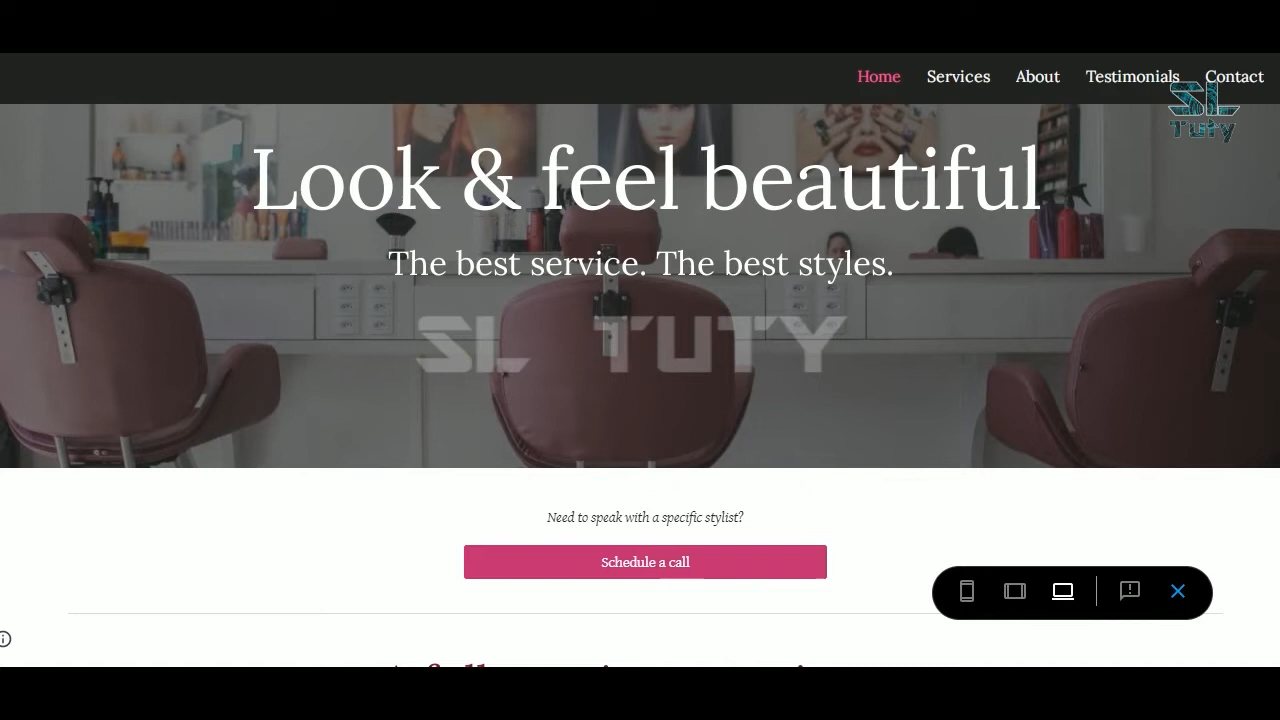 Home Services About Testimonials Contact
SL
Tuty
Look & feel beautiful
The best service. The best styles.
SL TUTY
Need to speak with a specific stylist?
Schedule a call